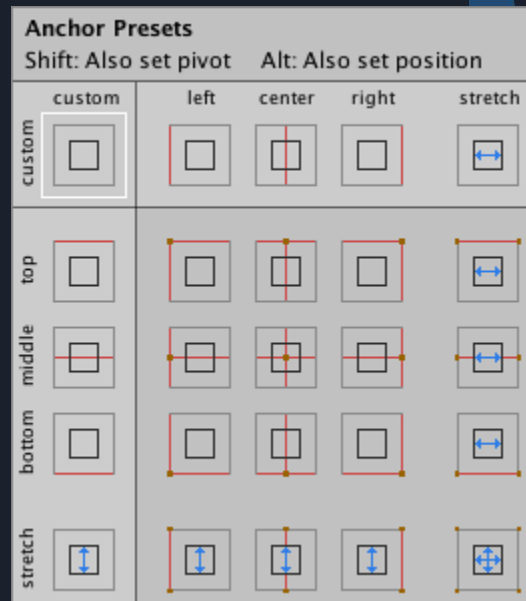 Anchor Presets
Shift: Also set pivot Alt: Also set position
custom left center right stretch
custom
top
middle
bottom
stretch